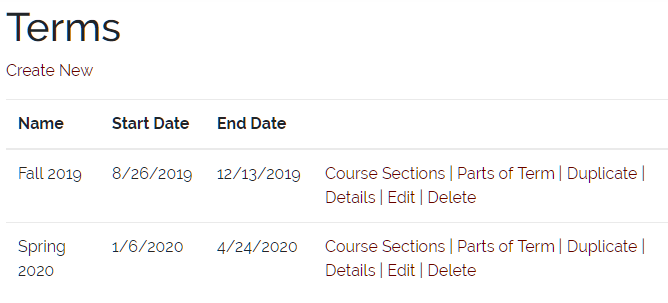 Terms
Create New
Name Start Date End Date
Fall 2019 8/26/2019 12/13/2019 Course Sections | Parts of Term | Duplicate |
Details | Edit | Delete
Spring 1/6/2020 4/24/2020 Course Sections | Parts of Term | Duplicate |
2020 Details | Edit | Delete